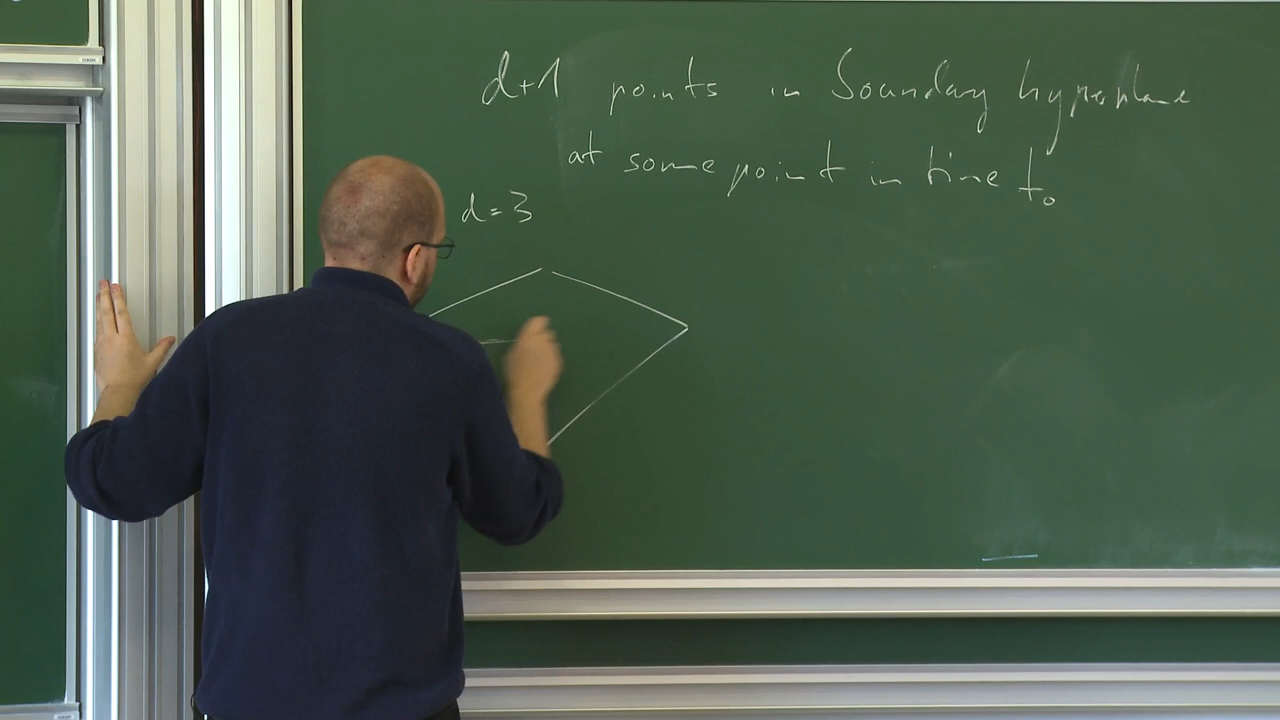 d+1 points in boundary hyperplane
at some point in time t₀
d=3